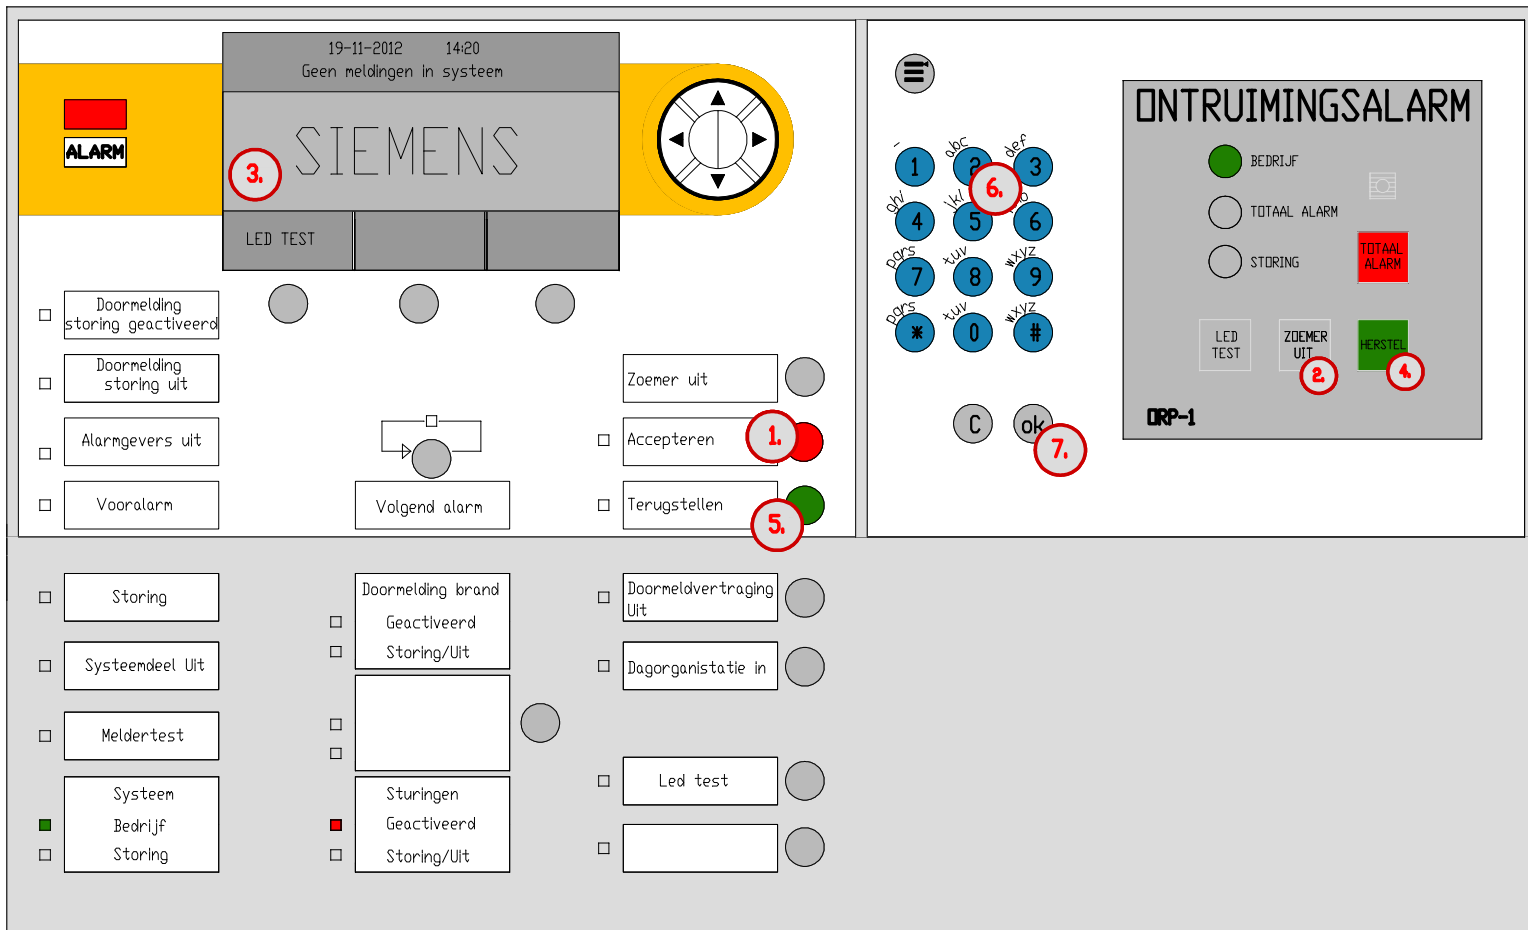 19-11-2012 14:20
Geen meldingen in systeem
ALARM
SIEMENS
3.
LED TEST
Doormelding
storing geactiveerd
Doormelding
storing uit
Alarmgevers uit
Vooralarm
Volgend alarm
Zoemer uit
Accepteren
1.
Terugstellen
5.
Storing
Systeemdeel Uit
Meldertest
Systeem
Bedrijf
Storing
Doormelding brand
Geactiveerd
Storing/Uit
Sturingen
Geactiveerd
Storing/Uit
Doormeldvertraging
Uit
Dagorganistatie in
Led test
- abc def
1 2 3
6.
ghi jkl
4 5 6
pqrs tuv wxyz
7 8 9
pqrs tuv wxyz
* 0 #
C ok
7.
ONTRUIMINGSALARM
BEDRIJF
TOTAAL ALARM
STORING
TOTAAL
ALARM
LED
TEST
ZOEMER
UIT
2.
HERSTEL
4.
ORP-1